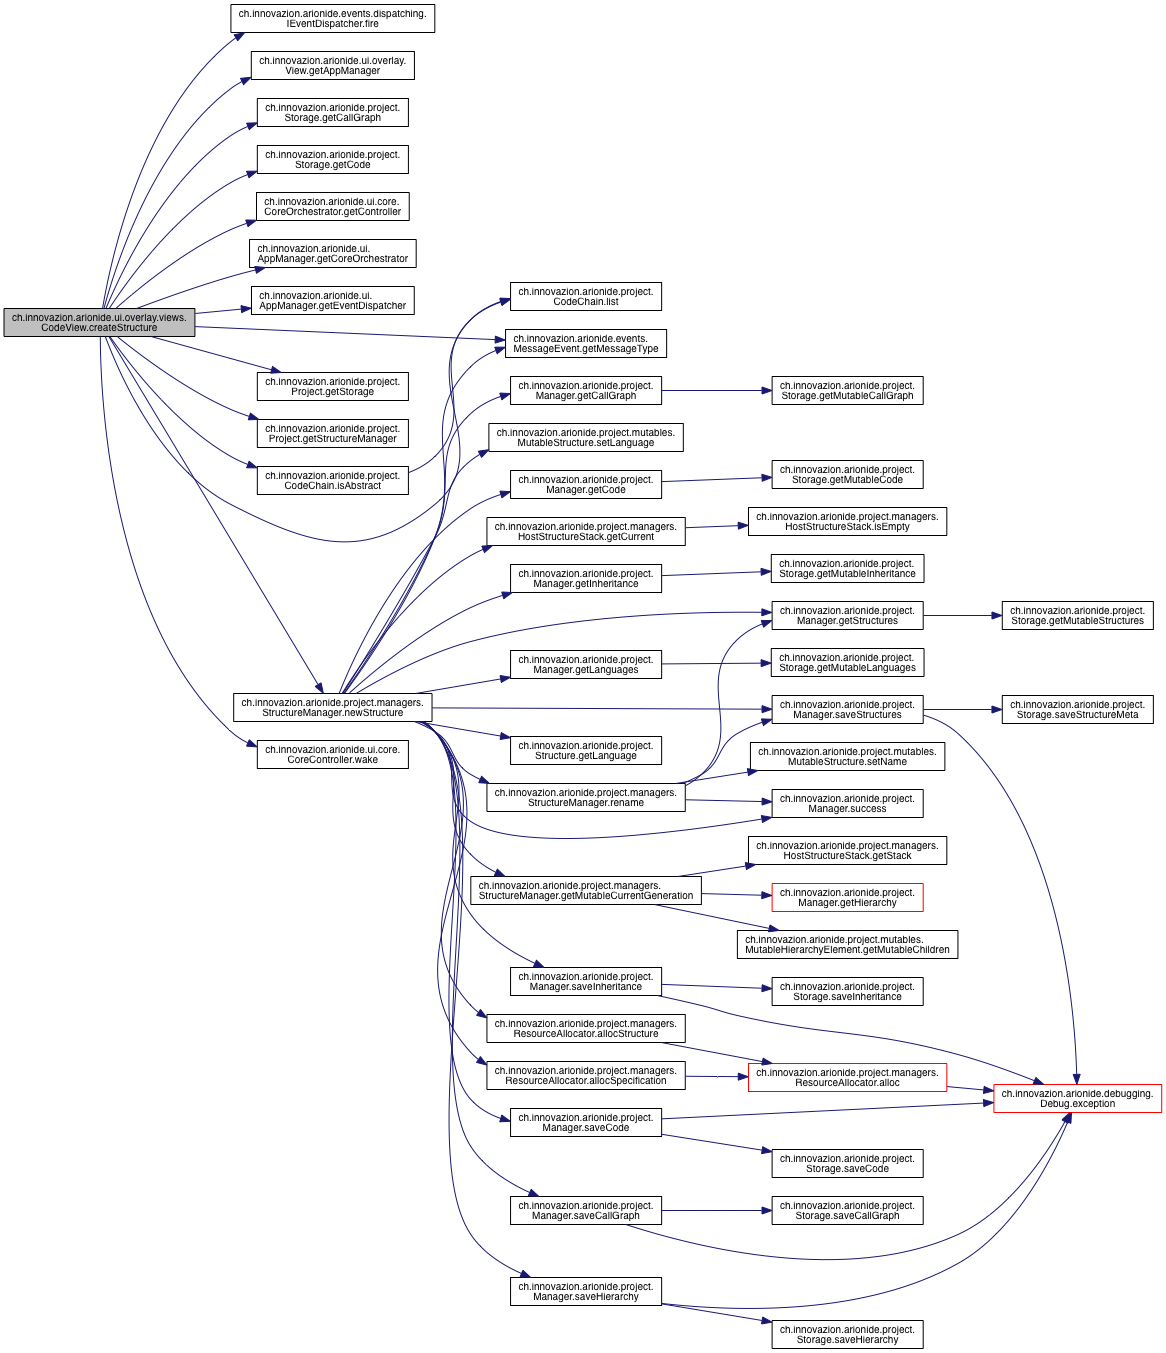 ch.innovazion.arionide.ui.overlay.views.
CodeView.createStructure
ch.innovazion.arionide.events.dispatching.
IEventDispatcher.fire
ch.innovazion.arionide.ui.overlay.
View.getAppManager
ch.innovazion.arionide.project.
Storage.getCallGraph
ch.innovazion.arionide.project.
Storage.getCode
ch.innovazion.arionide.ui.core.
CoreOrchestrator.getController
ch.innovazion.arionide.ui.
AppManager.getCoreOrchestrator
ch.innovazion.arionide.ui.
AppManager.getEventDispatcher
ch.innovazion.arionide.project.
Project.getStorage
ch.innovazion.arionide.project.
Project.getStructureManager
ch.innovazion.arionide.project.
CodeChain.isAbstract
ch.innovazion.arionide.project.managers.
StructureManager.newStructure
ch.innovazion.arionide.ui.core.
CoreController.wake
ch.innovazion.arionide.project.
CodeChain.list
ch.innovazion.arionide.events.
MessageEvent.getMessageType
ch.innovazion.arionide.project.
Manager.getCallGraph
ch.innovazion.arionide.project.mutables.
MutableStructure.setLanguage
ch.innovazion.arionide.project.
Manager.getCode
ch.innovazion.arionide.project.managers.
HostStructureStack.getCurrent
ch.innovazion.arionide.project.
Manager.getInheritance
ch.innovazion.arionide.project.
Manager.getLanguages
ch.innovazion.arionide.project.
Structure.getLanguage
ch.innovazion.arionide.project.managers.
StructureManager.rename
ch.innovazion.arionide.project.managers.
StructureManager.getMutableCurrentGeneration
ch.innovazion.arionide.project.
Manager.saveInheritance
ch.innovazion.arionide.project.managers.
ResourceAllocator.allocStructure
ch.innovazion.arionide.project.managers.
ResourceAllocator.allocSpecification
ch.innovazion.arionide.project.
Manager.saveCode
ch.innovazion.arionide.project.
Manager.saveCallGraph
ch.innovazion.arionide.project.
Manager.saveHierarchy
ch.innovazion.arionide.project.
Storage.getMutableCallGraph
ch.innovazion.arionide.project.
Storage.getMutableCode
ch.innovazion.arionide.project.managers.
HostStructureStack.isEmpty
ch.innovazion.arionide.project.
Storage.getMutableInheritance
ch.innovazion.arionide.project.
Manager.getStructures
ch.innovazion.arionide.project.
Storage.getMutableLanguages
ch.innovazion.arionide.project.
Manager.saveStructures
ch.innovazion.arionide.project.mutables.
MutableStructure.setName
ch.innovazion.arionide.project.
Manager.success
ch.innovazion.arionide.project.managers.
HostStructureStack.getStack
ch.innovazion.arionide.project.
Manager.getHierarchy
ch.innovazion.arionide.project.mutables.
MutableHierarchyElement.getMutableChildren
ch.innovazion.arionide.project.
Storage.saveInheritance
ch.innovazion.arionide.project.managers.
ResourceAllocator.alloc
ch.innovazion.arionide.project.
Storage.saveCode
ch.innovazion.arionide.project.
Storage.saveCallGraph
ch.innovazion.arionide.project.
Storage.saveHierarchy
ch.innovazion.arionide.project.
Storage.getMutableStructures
ch.innovazion.arionide.project.
Storage.saveStructureMeta
ch.innovazion.arionide.debugging.
Debug.exception